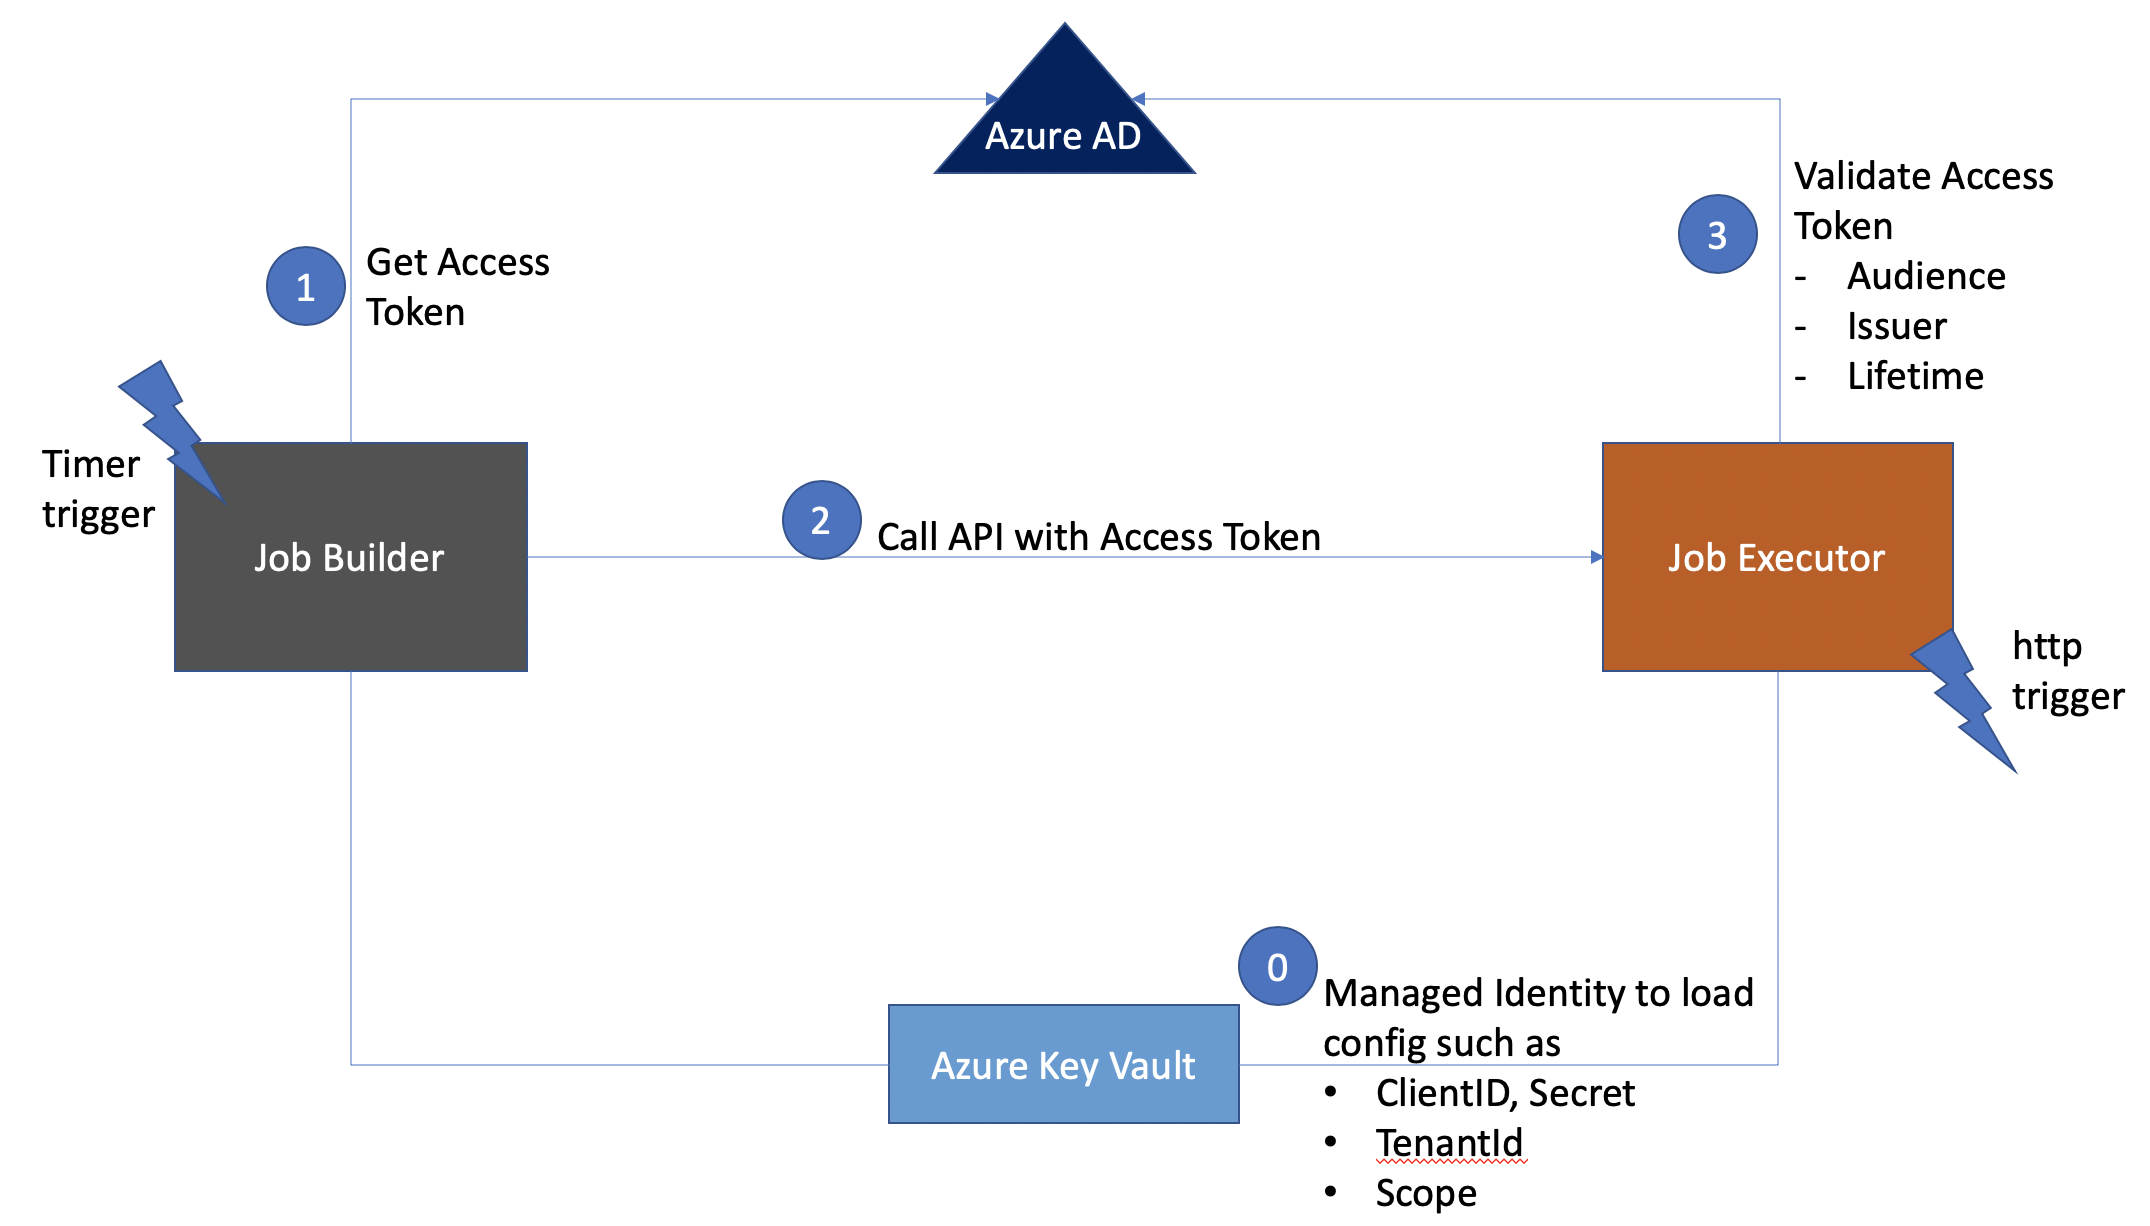 Azure AD
Validate Access
Token
- Audience
- Issuer
- Lifetime
3
1
Get Access
Token
Timer
trigger
Job Builder
2
Call API with Access Token
Job Executor
http
trigger
0
Managed Identity to load
config such as
• ClientID, Secret
• TenantId
• Scope
Azure Key Vault